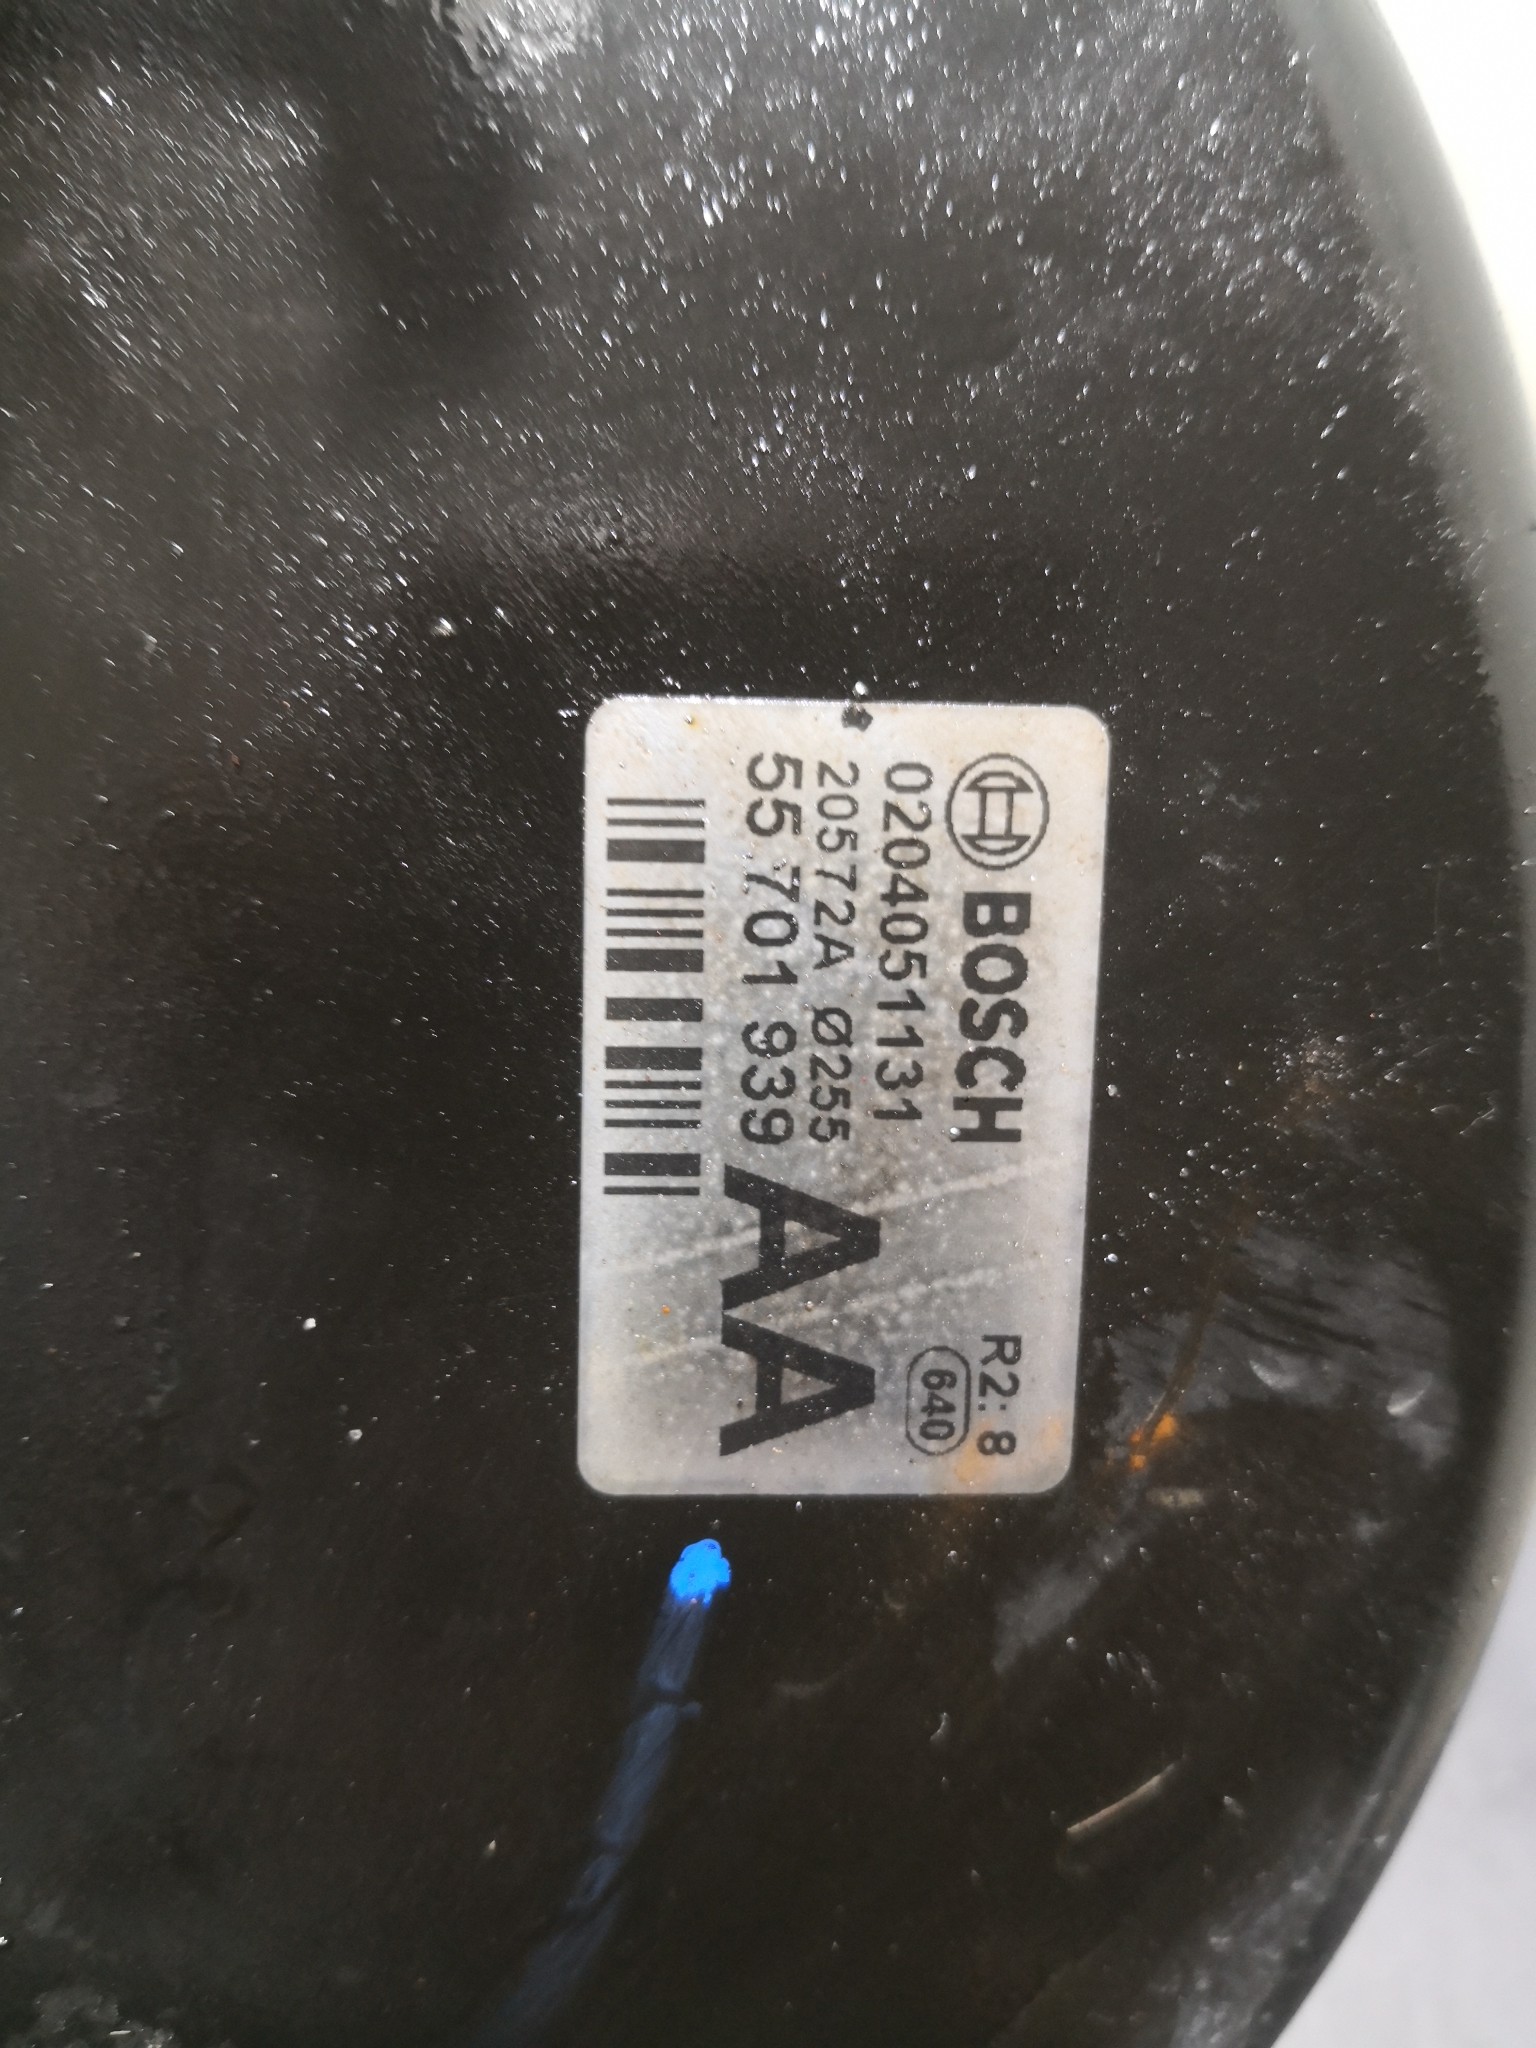 BOSCH
R2: 8
0204051131
640
20572A Ø255
55 701 939
AA